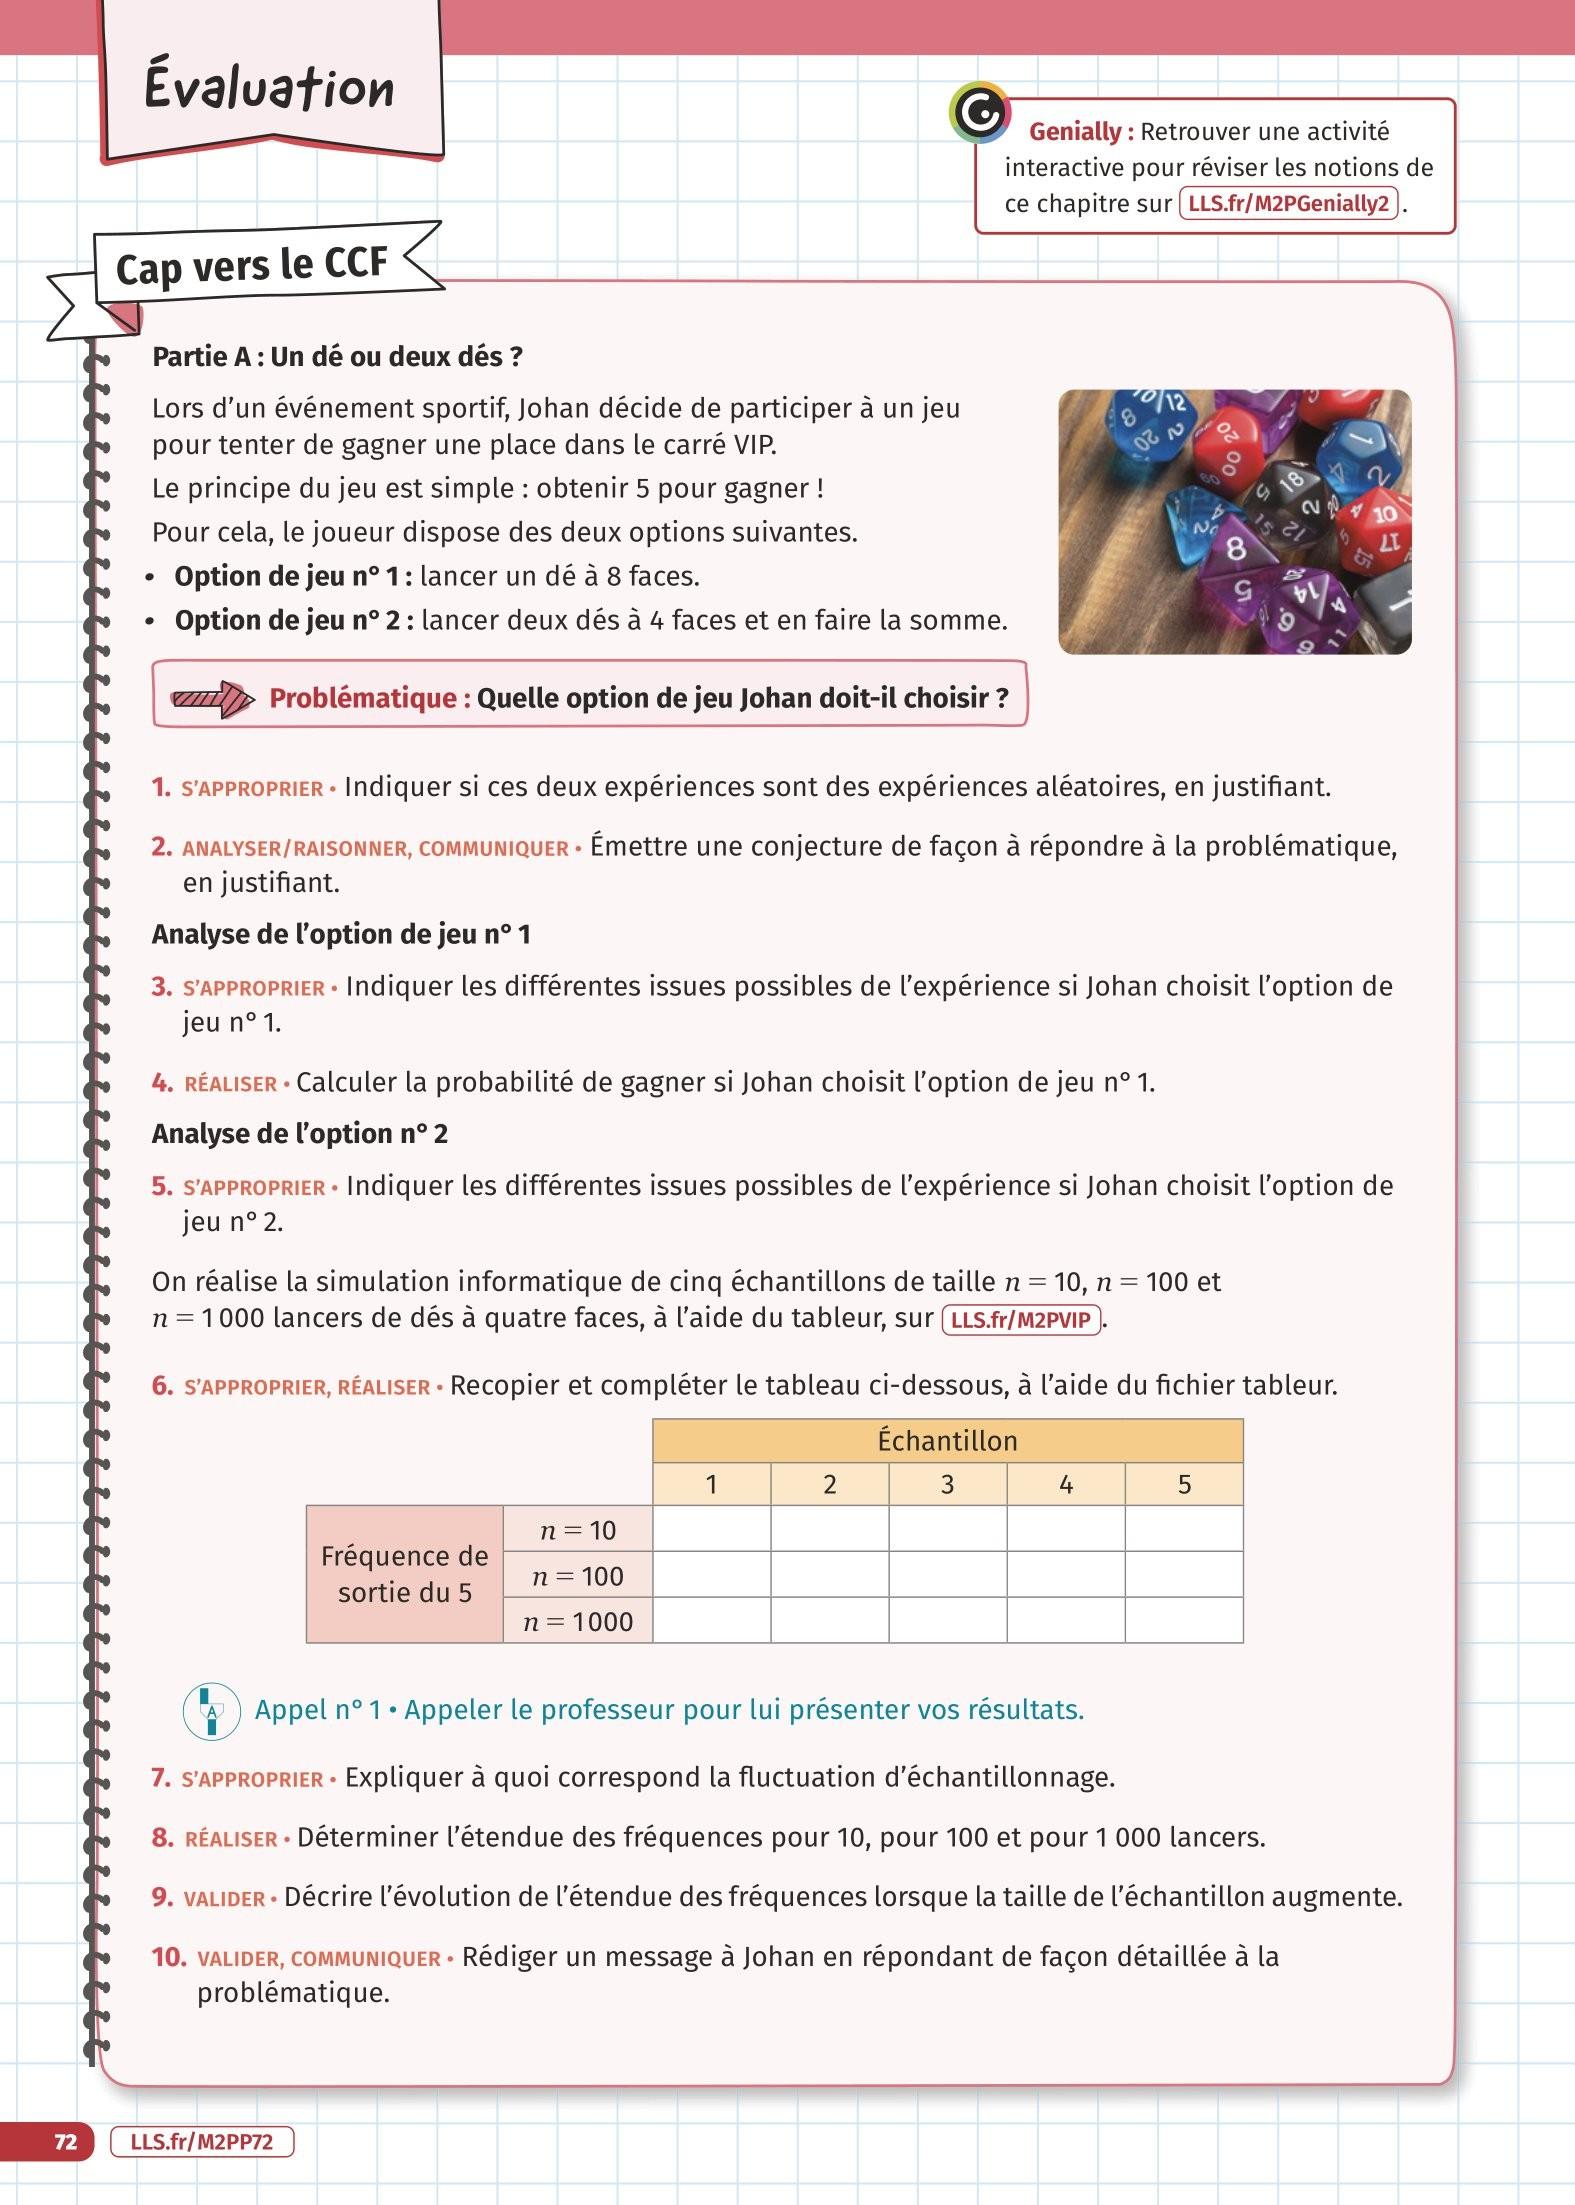 Évaluation
Genially : Retrouver une activité
interactive pour réviser les notions de
ce chapitre sur LLS.fr/M2PGenially2 .
Cap vers le CCF
Partie A : Un dé ou deux dés ?
Lors d’un événement sportif, Johan décide de participer à un jeu
pour tenter de gagner une place dans le carré VIP.
Le principe du jeu est simple : obtenir 5 pour gagner !
Pour cela, le joueur dispose des deux options suivantes.
• Option de jeu n° 1 : lancer un dé à 8 faces.
• Option de jeu n° 2 : lancer deux dés à 4 faces et en faire la somme.
Problématique : Quelle option de jeu Johan doit-il choisir ?
1. S’APPROPRIER • Indiquer si ces deux expériences sont des expériences aléatoires, en justifiant.
2. ANALYSER/RAISONNER, COMMUNIQUER • Émettre une conjecture de façon à répondre à la problématique,
en justifiant.
Analyse de l’option de jeu n° 1
3. S’APPROPRIER • Indiquer les différentes issues possibles de l’expérience si Johan choisit l’option de
jeu n° 1.
4. RÉALISER • Calculer la probabilité de gagner si Johan choisit l’option de jeu n° 1.
Analyse de l’option n° 2
5. S’APPROPRIER • Indiquer les différentes issues possibles de l’expérience si Johan choisit l’option de
jeu n° 2.
On réalise la simulation informatique de cinq échantillons de taille n = 10, n = 100 et
n = 1 000 lancers de dés à quatre faces, à l’aide du tableur, sur LLS.fr/M2PVIP .
6. S’APPROPRIER, RÉALISER • Recopier et compléter le tableau ci-dessous, à l’aide du fichier tableur.
Échantillon
1 2 3 4 5
Fréquence de
sortie du 5
n = 10
n = 100
n = 1 000
A
Appel n° 1 • Appeler le professeur pour lui présenter vos résultats.
7. S’APPROPRIER • Expliquer à quoi correspond la fluctuation d’échantillonnage.
8. RÉALISER • Déterminer l’étendue des fréquences pour 10, pour 100 et pour 1 000 lancers.
9. VALIDER • Décrire l’évolution de l’étendue des fréquences lorsque la taille de l’échantillon augmente.
10. VALIDER, COMMUNIQUER • Rédiger un message à Johan en répondant de façon détaillée à la
problématique.
72 LLS.fr/M2PP72